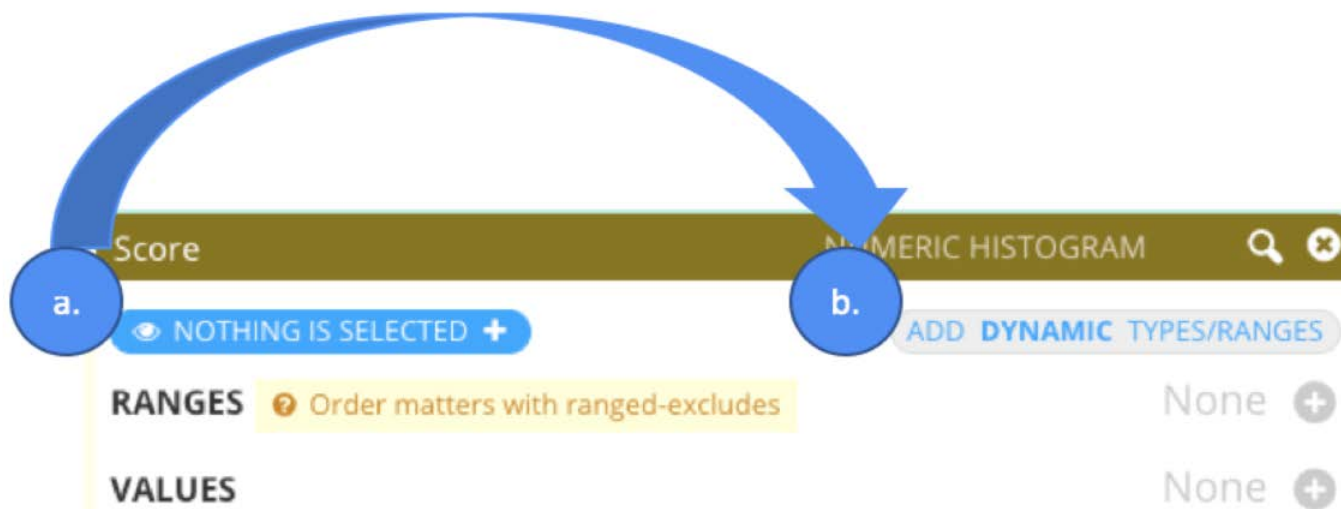 Score
NUMERIC HISTOGRAM
a.
b.
NOTHING IS SELECTED +
ADD DYNAMIC TYPES/RANGES
RANGES
Order matters with ranged-excludes
None
VALUES
None